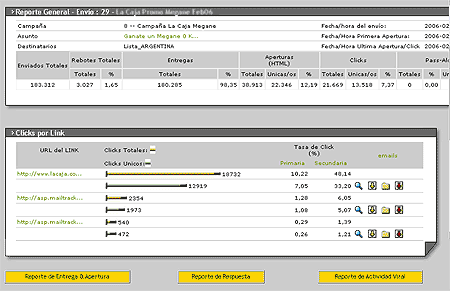 Reporte General - Envio : 29 - La Caja Promo Megane Feb06
Campaña 8 -- Campaña La Caja Megane Fecha/Hora del envío: 2006-02
Asunto Ganate un Megane 0 K... Fecha/Hora Primera Apertura: 2006-02
Destinatarios Lista_ARGENTINA Fecha/Hora Ultima Apertura/Click 2006-02
Enviados Totales Rebotes Totales Entregas Aperturas (HTML) Clicks Pass-Alo
Totales % Totales % Totales Unicas/os % Totales Unicas/os % Totales %
183.312 3.027 1,65 180.285 98,35 38.913 22.346 12,19 21.669 13.518 7,37 0 0,00
Clicks por Link
URL del LINK Clicks Totales: Tasa de Click (%) emails
Clicks Unicos: Primaria Secundaria
http://www.lacaja.co... 18732 10,22 48,14
12919 7,05 33,20
http://asp.mailtrack... 2354 1,28 6,05
1973 1,08 5,07
http://asp.mailtrack... 540 0,29 1,39
472 0,26 1,21
Reporte de Entrega & Apertura Reporte de Respuesta Reporte de Actividad Viral